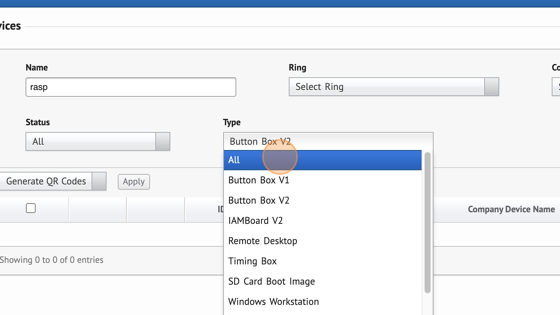 vices
Name
Ring
Co
rasp
Select Ring
S
Status
Type
All
Button Box V2
All
Generate QR Codes
Apply
Button Box V1
Button Box V2
ID
Company Device Name
IAMBoard V2
Remote Desktop
Showing 0 to 0 of 0 entries
Timing Box
SD Card Boot Image
Windows Workstation